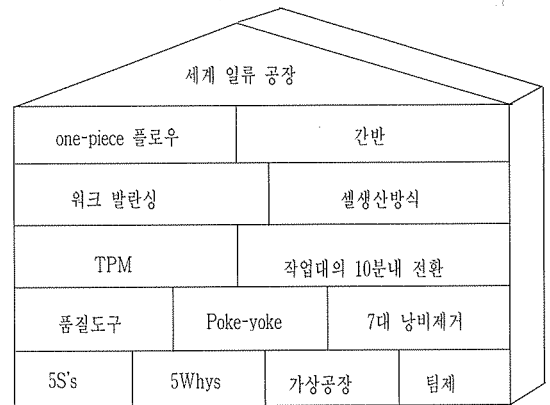 세계 일류 공장
one-piece 플로우 간반
워크 발란싱 셀생산방식
TPM 작업대의 10분내 전환
품질도구 Poke-yoke 7대 낭비제거
5S's 5Whys 가상공장 팀제